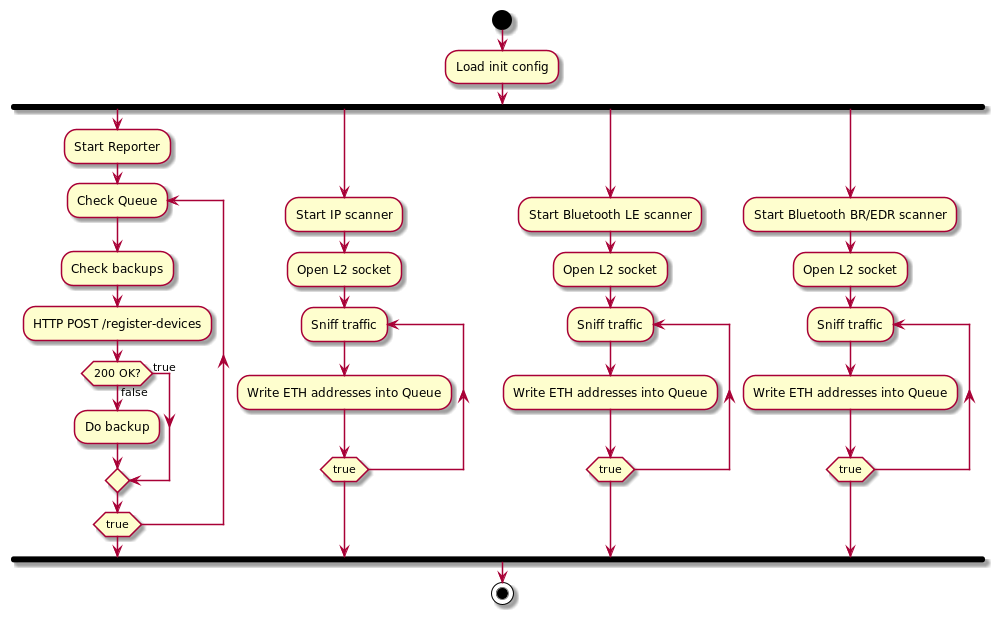 Load init config
Start Reporter
Check Queue
Check backups
HTTP POST /register-devices
200 OK?
true
false
Do backup
true
Start IP scanner
Open L2 socket
Sniff traffic
Write ETH addresses into Queue
true
Start Bluetooth LE scanner
Open L2 socket
Sniff traffic
Write ETH addresses into Queue
true
Start Bluetooth BR/EDR scanner
Open L2 socket
Sniff traffic
Write ETH addresses into Queue
true